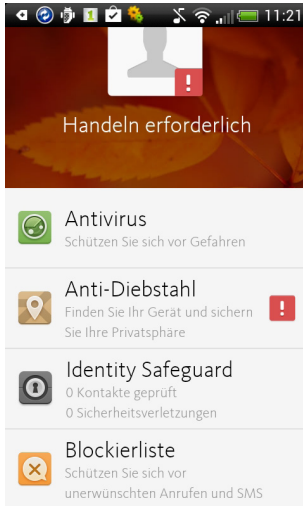 11:21
Handeln erforderlich
Antivirus
Schützen Sie sich vor Gefahren
Anti-Diebstahl
Finden Sie Ihr Gerät und sichern
Sie Ihre Privatsphäre
Identity Safeguard
0 Kontakte geprüft
0 Sicherheitsverletzungen
Blockierliste
Schützen Sie sich vor
unerwünschten Anrufen und SMS